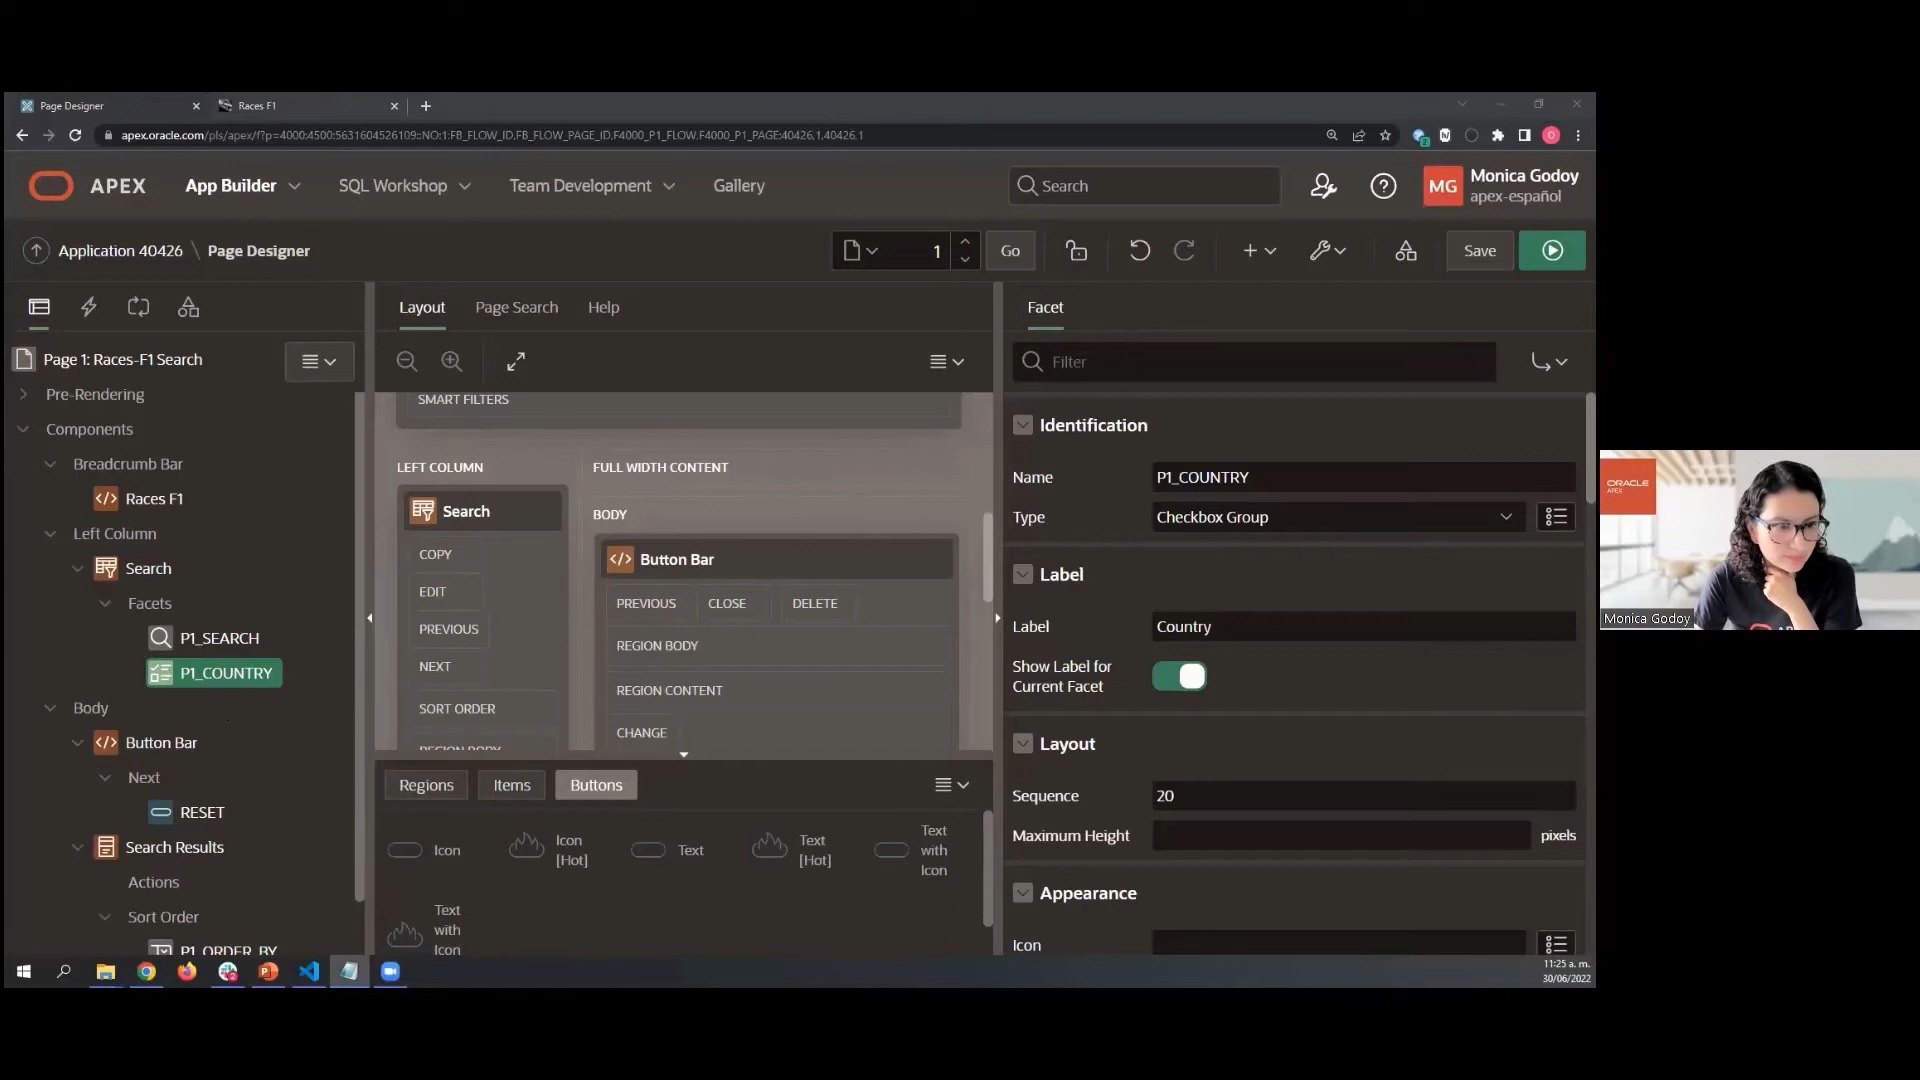 Page Designer
Races F1
apex.oracle.com/pls/apex/f?p=4000:4500:5631604526109::NO:1:FB_FLOW_ID,FB_FLOW_PAGE_ID,F4000_P1_FLOW,F4000_P1_PAGE:40426,1,40426,1
APEX
App Builder
SQL Workshop
Team Development
Gallery
Search
MG
Monica Godoy
apex-español
Application 40426 \ Page Designer
1
Go
Save
Page 1: Races-F1 Search
Pre-Rendering
Components
Breadcrumb Bar
Races F1
Left Column
Search
Facets
P1_SEARCH
P1_COUNTRY
Body
Button Bar
Next
RESET
Search Results
Actions
Sort Order
P1_ORDER_BY
Layout
Page Search
Help
SMART FILTERS
LEFT COLUMN
Search
COPY
EDIT
PREVIOUS
NEXT
SORT ORDER
REGION BODY
FULL WIDTH CONTENT
BODY
Button Bar
PREVIOUS
CLOSE
DELETE
REGION BODY
REGION CONTENT
CHANGE
Regions
Items
Buttons
Icon
Icon
[Hot]
Text
Text
[Hot]
Text
with
Icon
Text
with
Icon
Facet
Filter
Identification
Name
P1_COUNTRY
Type
Checkbox Group
Label
Label
Country
Show Label for
Current Facet
Layout
Sequence
20
Maximum Height
pixels
Appearance
Icon
11:25 a. m.
30/06/2022
ORACLE
APEX
Monica Godoy